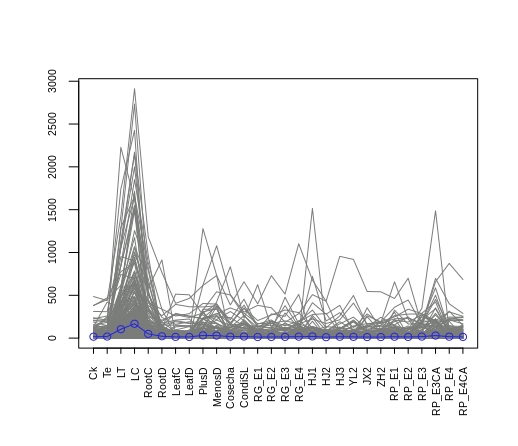 3000
2500
2000
1500
1000
500
0
Ck
Te
LT
LC
RootC
RootD
LeafC
LeafD
PlusD
MenosD
Cosecha
CondiSL
RG_E1
RG_E2
RG_E3
RG_E4
HJ1
HJ2
HJ3
YL2
JX2
ZH2
RP_E1
RP_E2
RP_E3
RP_E3CA
RP_E4
RP_E4CA